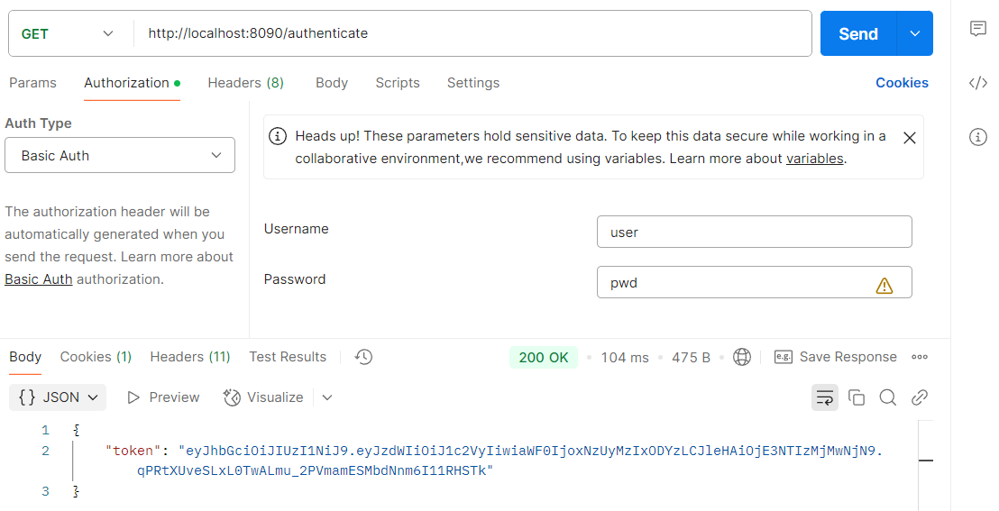 GET http://localhost:8090/authenticate Send
Params Authorization Headers (8) Body Scripts Settings Cookies
Auth Type
Basic Auth
The authorization header will be
automatically generated when you
send the request. Learn more about
Basic Auth authorization.
Heads up! These parameters hold sensitive data. To keep this data secure while working in a
collaborative environment,we recommend using variables. Learn more about variables.
Username user
Password pwd
Body Cookies (1) Headers (11) Test Results 200 OK 104 ms 475 B e.g. Save Response
{} JSON Preview Visualize
1 {
2 "token": "eyJhbGciOiJIUzI1NiJ9.eyJzdWIiOiJ1c2VyIiwiaWF0IjoxNzUyMzIxODYzLCJleHAiOjE3NTIzMjMwNjN9.
qPRtXUveSLxL0TwALmu_2PVmamESMbdNnm6I11RHSTk"
3 }